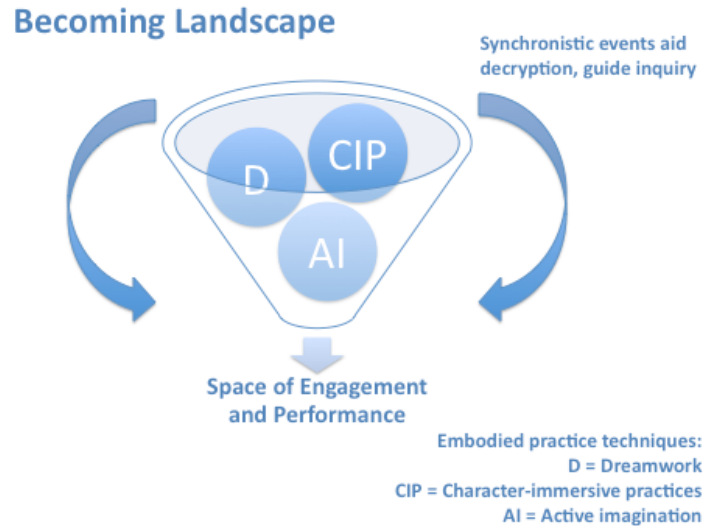 Becoming Landscape
Synchronistic events aid
decryption, guide inquiry
CIP
D
AI
Space of Engagement
and Performance
Embodied practice techniques:
D = Dreamwork
CIP = Character-immersive practices
AI = Active imagination